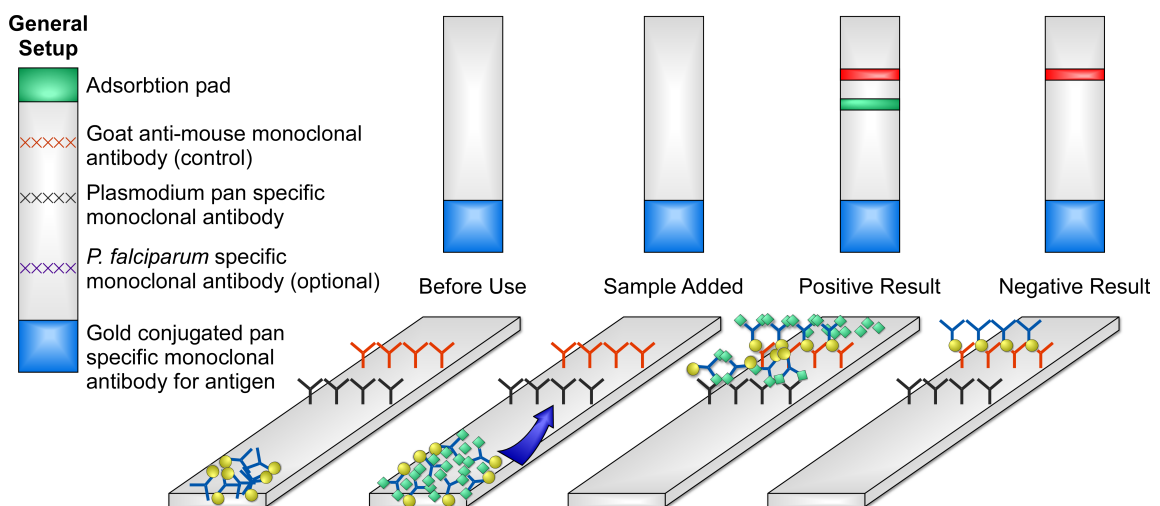 General
Setup
Adsorbtion pad
Goat anti-mouse monoclonal
antibody (control)
Plasmodium pan specific
monoclonal antibody
P. falciparum specific
monoclonal antibody (optional)
Gold conjugated pan
specific monoclonal
antibody for antigen
Before Use
Sample Added
Positive Result
Negative Result